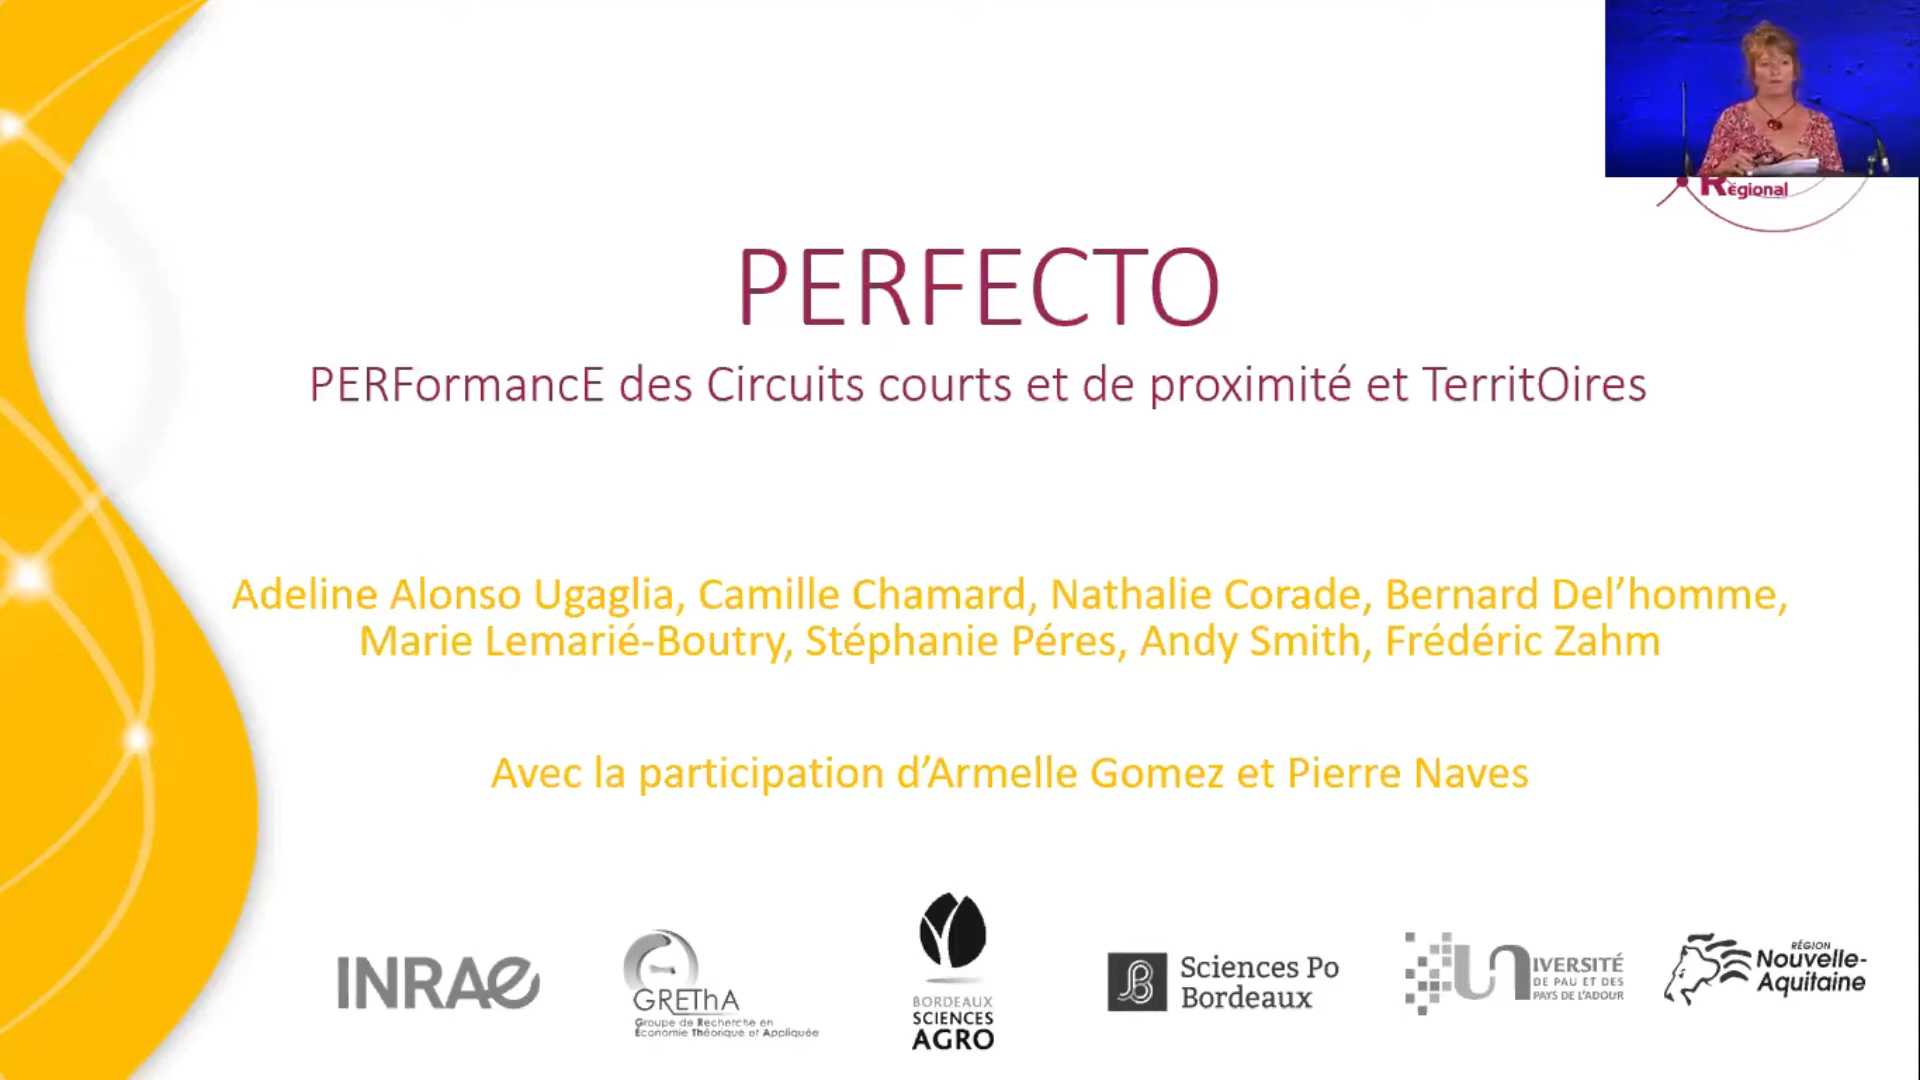 Régional
PERFECTO
PERFormancE des Circuits courts et de proximité et TerritOires
Adeline Alonso Ugaglia, Camille Chamard, Nathalie Corade, Bernard Del’homme,
Marie Lemarié-Boutry, Stéphanie Péres, Andy Smith, Frédéric Zahm
Avec la participation d’Armelle Gomez et Pierre Naves
INRAE
GREThA
Groupe de Recherche en
Économie Théorique et Appliquée
BORDEAUX
SCIENCES
AGRO
Sciences Po
Bordeaux
UNIVERSITÉ
DE PAU ET DES
PAYS DE L’ADOUR
RÉGION
Nouvelle-
Aquitaine